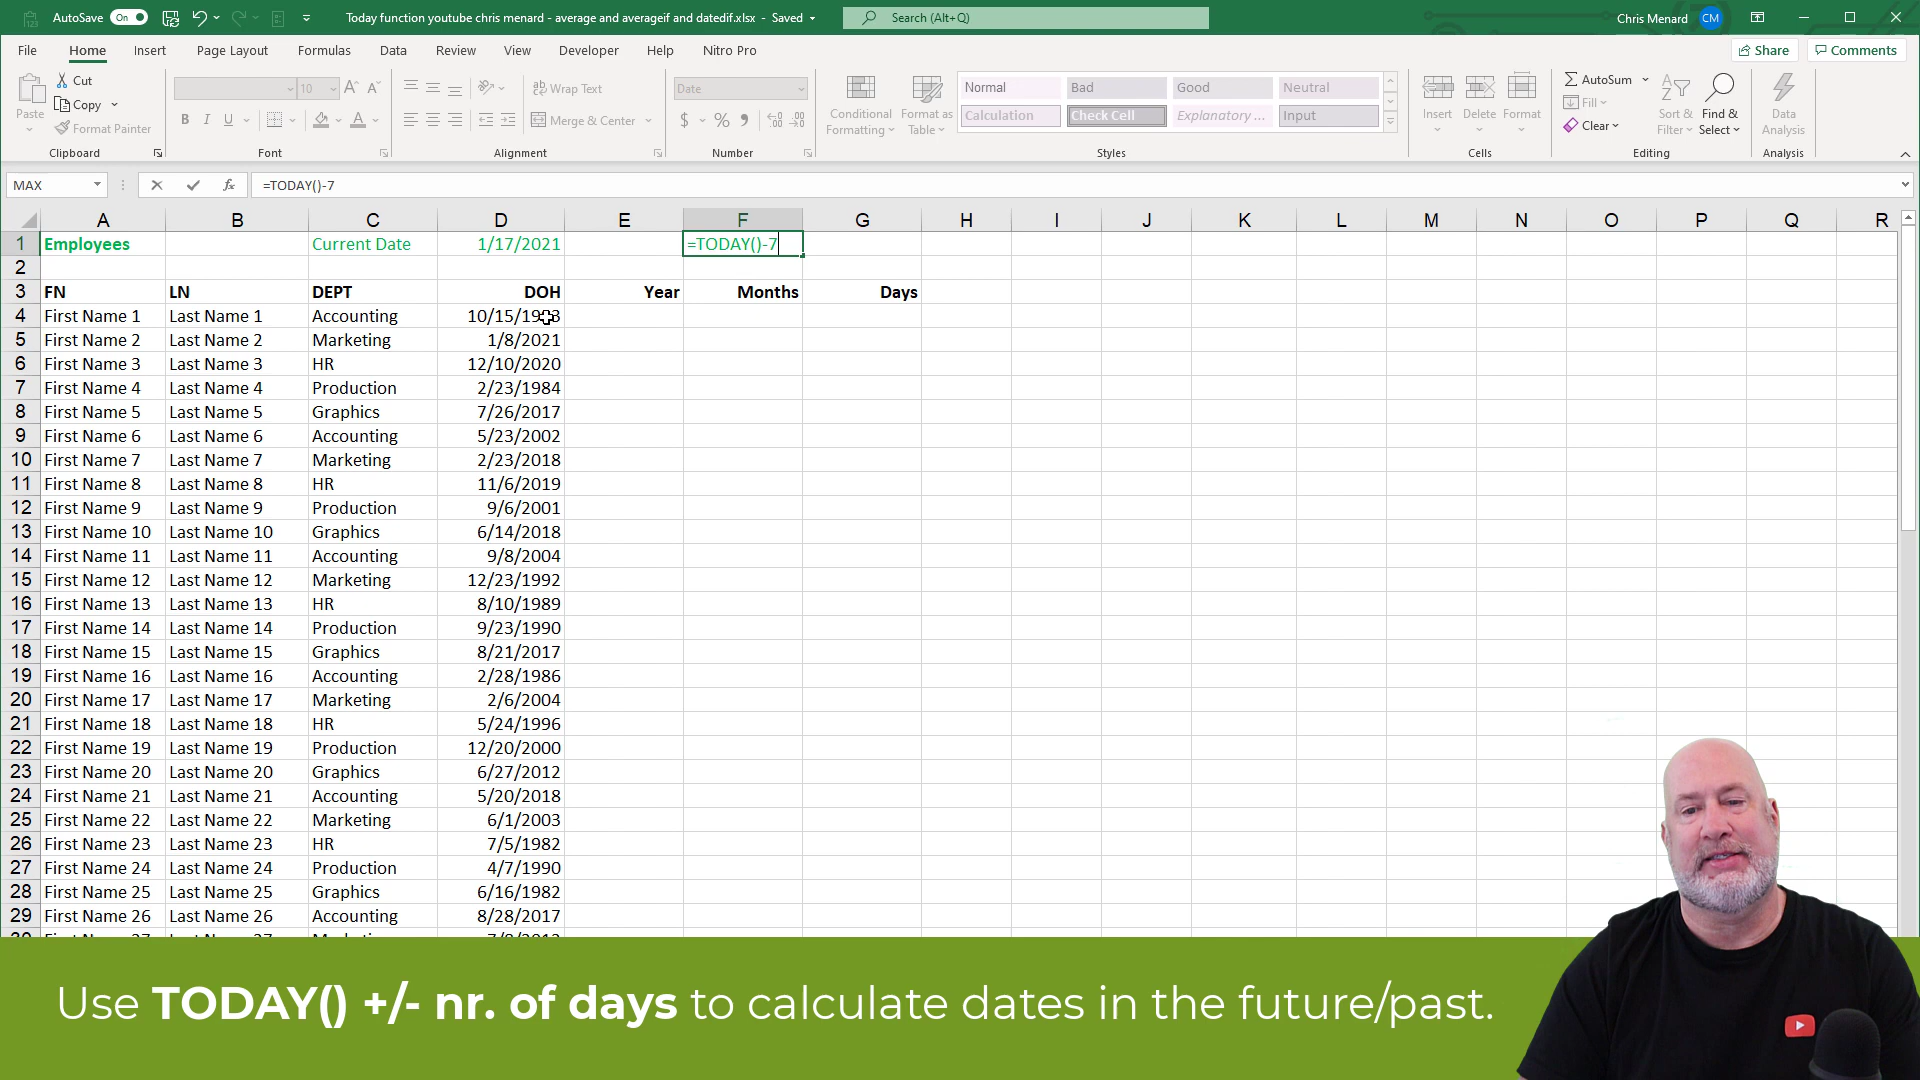 AutoSave On Today function youtube chris menard - average and averageif and datedif.xlsx - Saved Search (Alt+Q) Chris Menard CM
File Home Insert Page Layout Formulas Data Review View Developer Help Nitro Pro Share Comments
Paste Cut Copy Format Painter Clipboard
10 A A B I U A Font
ab Wrap Text Merge & Center Alignment
Date $ % Number
Conditional Formatting Format as Table
Normal Bad Good Neutral
Calculation Check Cell Explanatory ... Input
Styles
Insert Delete Format Cells
AutoSum Fill Clear Sort & Filter Find & Select Editing
Data Analysis Analysis
MAX fx =TODAY()-7
A B C D E F G H I J K L M N O P Q R
1 Employees Current Date 1/17/2021 =TODAY()-7
2
3 FN LN DEPT DOH Year Months Days
4 First Name 1 Last Name 1 Accounting
5 First Name 2 Last Name 2 Marketing 1/8/2021
6 First Name 3 Last Name 3 HR 12/10/2020
7 First Name 4 Last Name 4 Production 2/23/1984
8 First Name 5 Last Name 5 Graphics 7/26/2017
9 First Name 6 Last Name 6 Accounting 5/23/2002
10 First Name 7 Last Name 7 Marketing 2/23/2018
11 First Name 8 Last Name 8 HR 11/6/2019
12 First Name 9 Last Name 9 Production 9/6/2001
13 First Name 10 Last Name 10 Graphics 6/14/2018
14 First Name 11 Last Name 11 Accounting 9/8/2004
15 First Name 12 Last Name 12 Marketing 12/23/1992
16 First Name 13 Last Name 13 HR 8/10/1989
17 First Name 14 Last Name 14 Production 9/23/1990
18 First Name 15 Last Name 15 Graphics 8/21/2017
19 First Name 16 Last Name 16 Accounting 2/28/1986
20 First Name 17 Last Name 17 Marketing 2/6/2004
21 First Name 18 Last Name 18 HR 5/24/1996
22 First Name 19 Last Name 19 Production 12/20/2000
23 First Name 20 Last Name 20 Graphics 6/27/2012
24 First Name 21 Last Name 21 Accounting 5/20/2018
25 First Name 22 Last Name 22 Marketing 6/1/2003
26 First Name 23 Last Name 23 HR 7/5/1982
27 First Name 24 Last Name 24 Production 4/7/1990
28 First Name 25 Last Name 25 Graphics 6/16/1982
29 First Name 26 Last Name 26 Accounting 8/28/2017
Use TODAY() +/- nr. of days to calculate dates in the future/past.